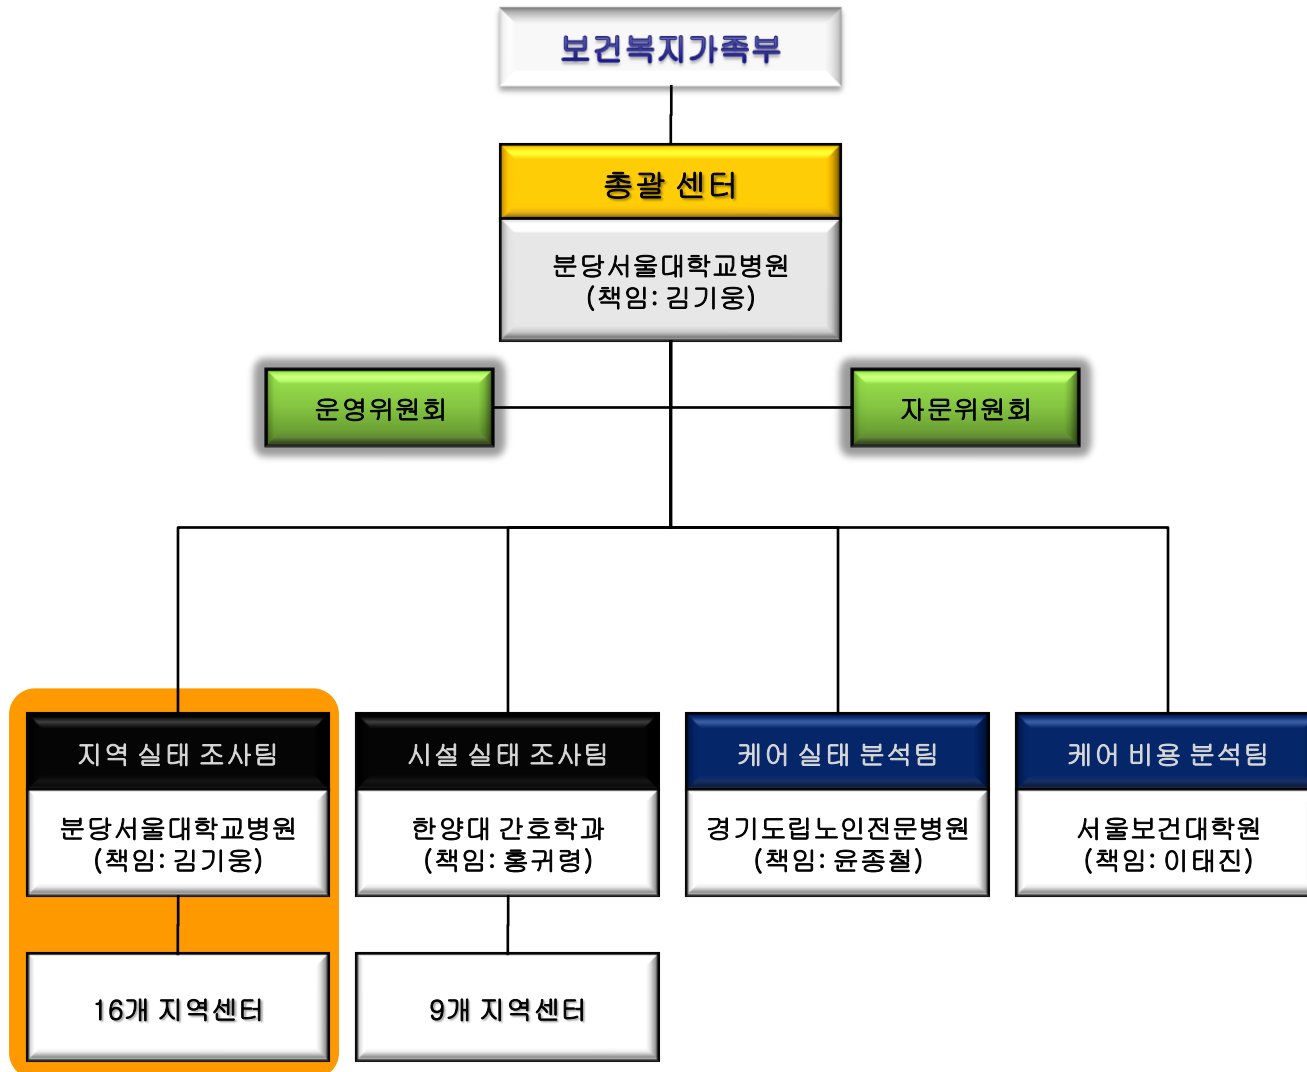 보건복지가족부
총괄 센터
분당서울대학교병원
(책임: 김기웅)
운영위원회
자문위원회
지역 실태 조사팀
분당서울대학교병원
(책임: 김기웅)
16개 지역센터
시설 실태 조사팀
한양대 간호학과
(책임: 홍귀령)
9개 지역센터
케어 실태 분석팀
경기도립노인전문병원
(책임: 윤종철)
케어 비용 분석팀
서울보건대학원
(책임: 이태진)